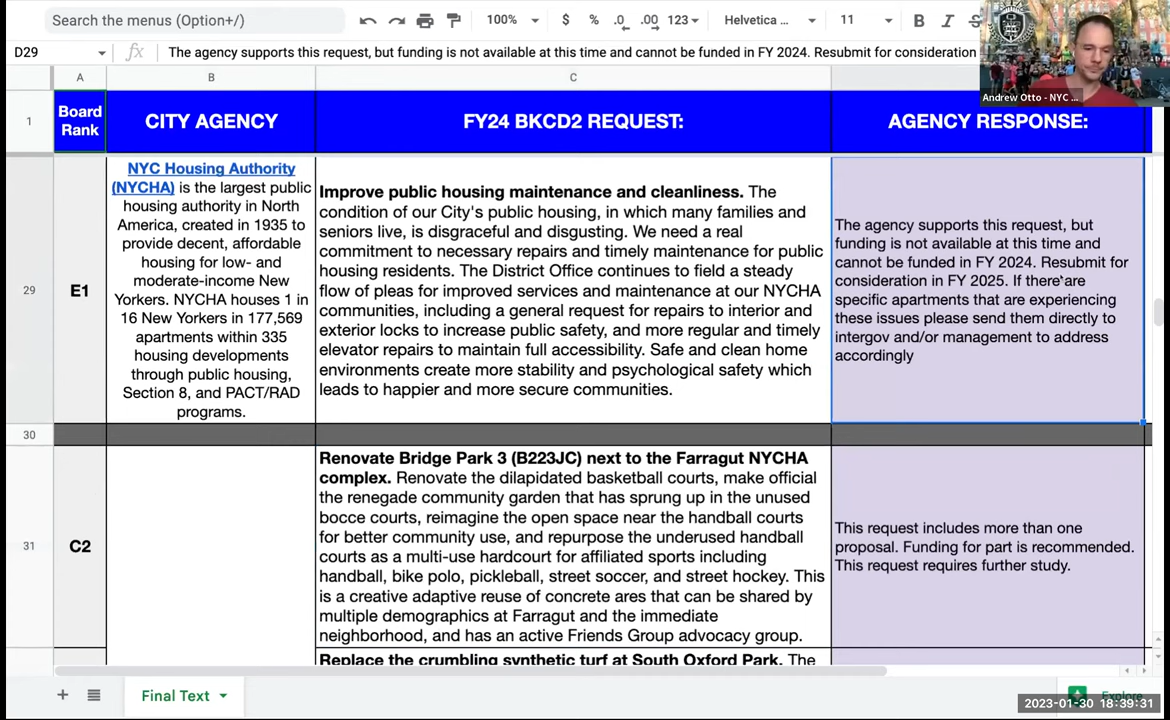 Search the menus (Option+/)
100%
$ % .0 .00 123
Helvetica ...
11
B I S
D29
fx
The agency supports this request, but funding is not available at this time and cannot be funded in FY 2024. Resubmit for consideration
Andrew Otto - NYC ...
A
B
C
1
Board
Rank
CITY AGENCY
FY24 BKCD2 REQUEST:
AGENCY RESPONSE:
29
E1
NYC Housing Authority
(NYCHA) is the largest public
housing authority in North
America, created in 1935 to
provide decent, affordable
housing for low- and
moderate-income New
Yorkers. NYCHA houses 1 in
16 New Yorkers in 177,569
apartments within 335
housing developments
through public housing,
Section 8, and PACT/RAD
programs.
Improve public housing maintenance and cleanliness. The
condition of our City's public housing, in which many families and
seniors live, is disgraceful and disgusting. We need a real
commitment to necessary repairs and timely maintenance for public
housing residents. The District Office continues to field a steady
flow of pleas for improved services and maintenance at our NYCHA
communities, including a general request for repairs to interior and
exterior locks to increase public safety, and more regular and timely
elevator repairs to maintain full accessibility. Safe and clean home
environments create more stability and psychological safety which
leads to happier and more secure communities.
The agency supports this request, but
funding is not available at this time and
cannot be funded in FY 2024. Resubmit for
consideration in FY 2025. If there are
specific apartments that are experiencing
these issues please send them directly to
intergov and/or management to address
accordingly
30
31
C2
Renovate Bridge Park 3 (B223JC) next to the Farragut NYCHA
complex. Renovate the dilapidated basketball courts, make official
the renegade community garden that has sprung up in the unused
bocce courts, reimagine the open space near the handball courts
for better community use, and repurpose the underused handball
courts as a multi-use hardcourt for affiliated sports including
handball, bike polo, pickleball, street soccer, and street hockey. This
is a creative adaptive reuse of concrete ares that can be shared by
multiple demographics at Farragut and the immediate
neighborhood, and has an active Friends Group advocacy group.
This request includes more than one
proposal. Funding for part is recommended.
This request requires further study.
Replace the crumbling synthetic turf at South Oxford Park. The
Final Text
Explore
2023-01-30 18:39:31